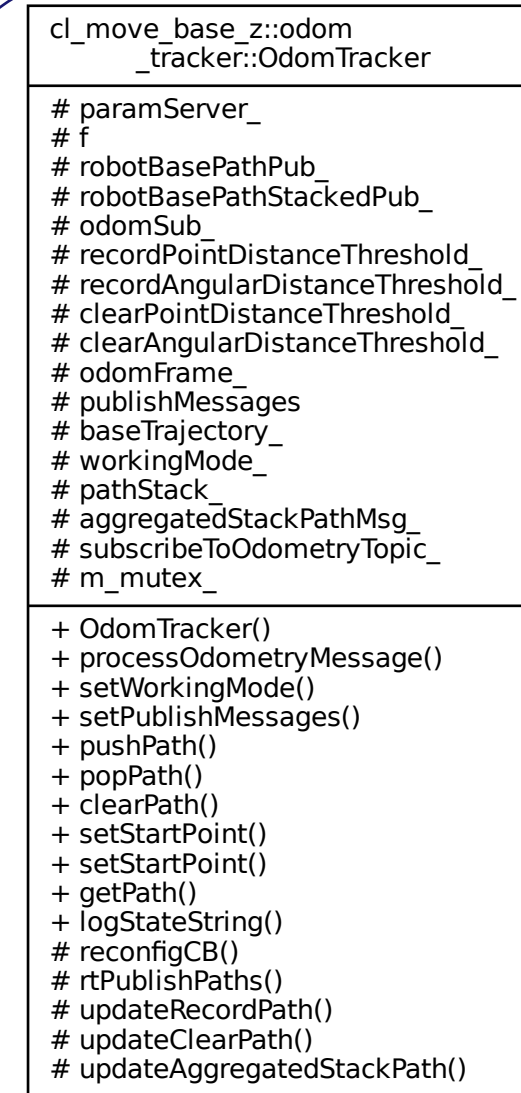 cl_move_base_z::odom
_tracker::OdomTracker
# paramServer_
# f
# robotBasePathPub_
# robotBasePathStackedPub_
# odomSub_
# recordPointDistanceThreshold_
# recordAngularDistanceThreshold_
# clearPointDistanceThreshold_
# clearAngularDistanceThreshold_
# odomFrame_
# publishMessages
# baseTrajectory_
# workingMode_
# pathStack_
# aggregatedStackPathMsg_
# subscribeToOdometryTopic_
# m_mutex_
+ OdomTracker()
+ processOdometryMessage()
+ setWorkingMode()
+ setPublishMessages()
+ pushPath()
+ popPath()
+ clearPath()
+ setStartPoint()
+ setStartPoint()
+ getPath()
+ logStateString()
# reconfigCB()
# rtPublishPaths()
# updateRecordPath()
# updateClearPath()
# updateAggregatedStackPath()